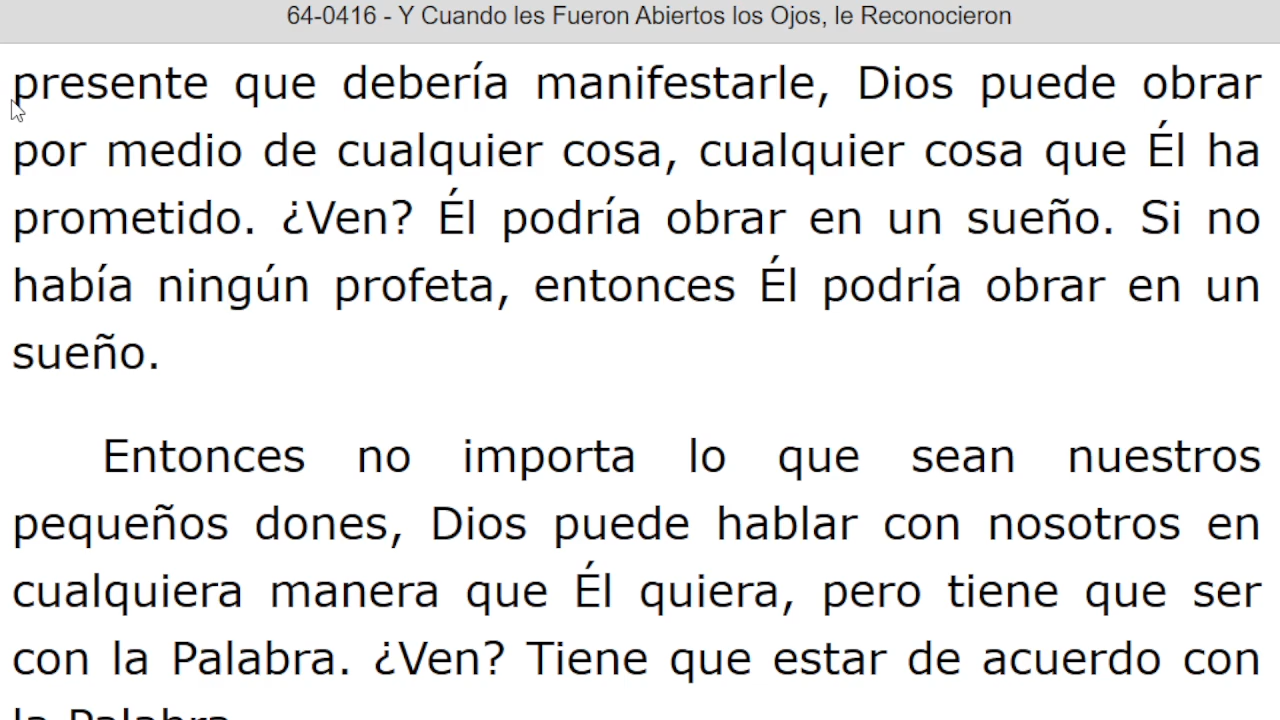 64-0416 - Y Cuando les Fueron Abiertos los Ojos, le Reconocieron
presente que debería manifestarle, Dios puede obrar
por medio de cualquier cosa, cualquier cosa que Él ha
prometido. ¿Ven? Él podría obrar en un sueño. Si no
había ningún profeta, entonces Él podría obrar en un
sueño.
Entonces no importa lo que sean nuestros
pequeños dones, Dios puede hablar con nosotros en
cualquiera manera que Él quiera, pero tiene que ser
con la Palabra. ¿Ven? Tiene que estar de acuerdo con
la Palabra